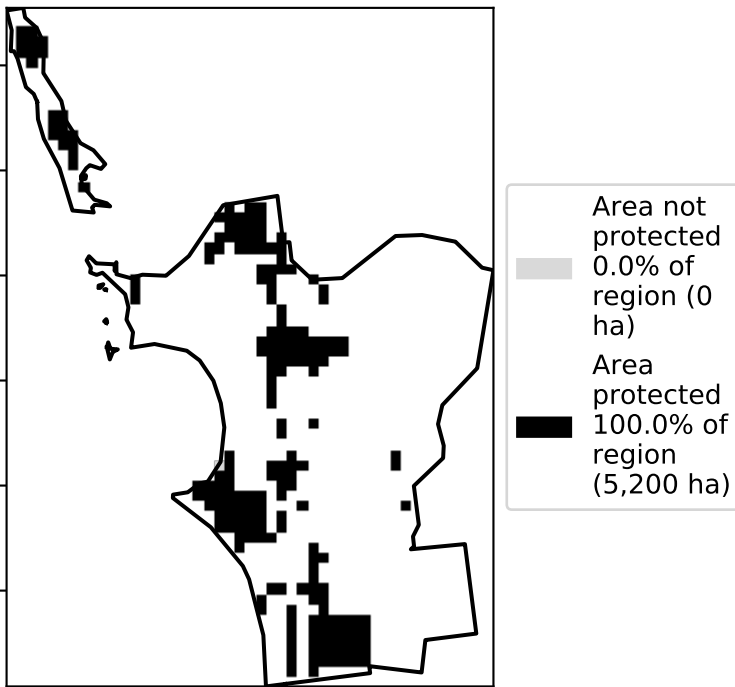 Area not
protected
0.0% of
region (0
ha)
Area
protected
100.0% of
region
(5,200 ha)